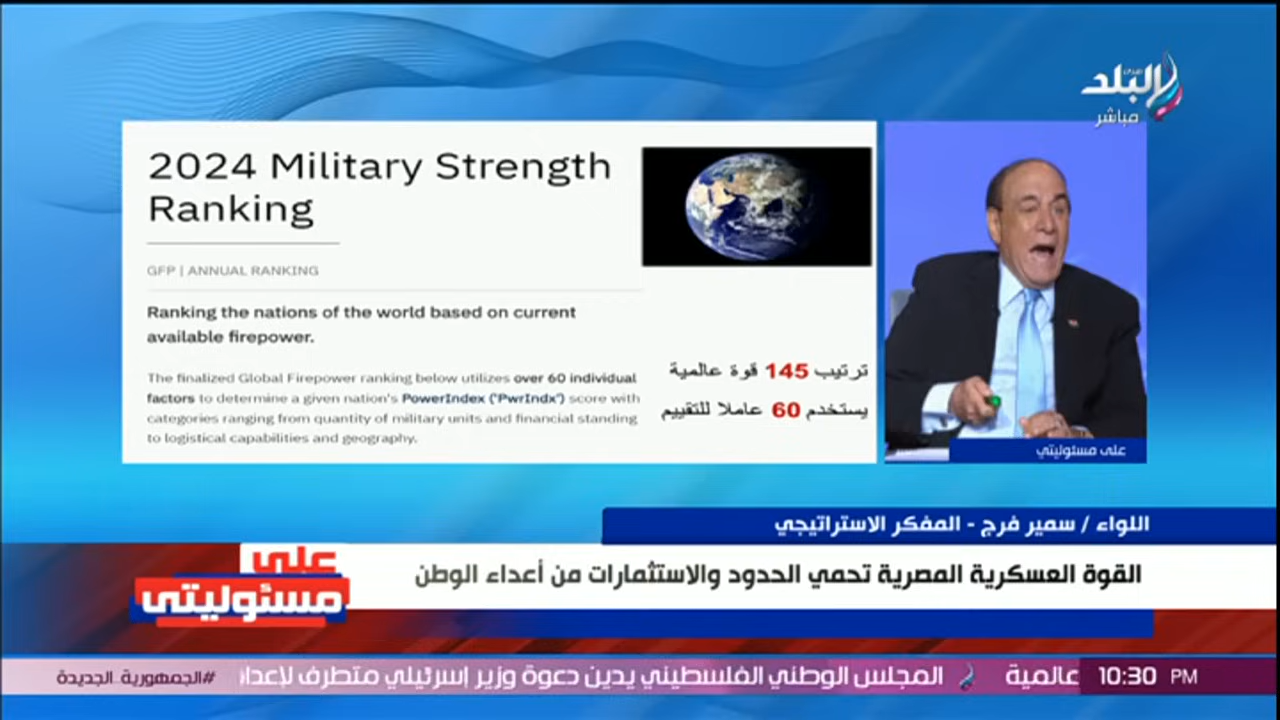 صدى
البلد
مباشر
2024 Military Strength
Ranking
GFP | ANNUAL RANKING
Ranking the nations of the world based on current
available firepower.
The finalized Global Firepower ranking below utilizes over 60 individual
factors to determine a given nation's PowerIndex ('PwrIndx') score with
categories ranging from quantity of military units and financial standing
to logistical capabilities and geography.
ترتيب 145 قوة عالمية
يستخدم 60 عاملا للتقييم
على مسئوليتي
اللواء / سمير فرج - المفكر الاستراتيجي
القوة العسكرية المصرية تحمي الحدود والاستثمارات من أعداء الوطن
على
مسئوليتي
10:30 PM
عالمية
المجلس الوطني الفلسطيني يدين دعوة وزير إسرئيلي متطرف لإعدا
#الجمهورية_الجديدة